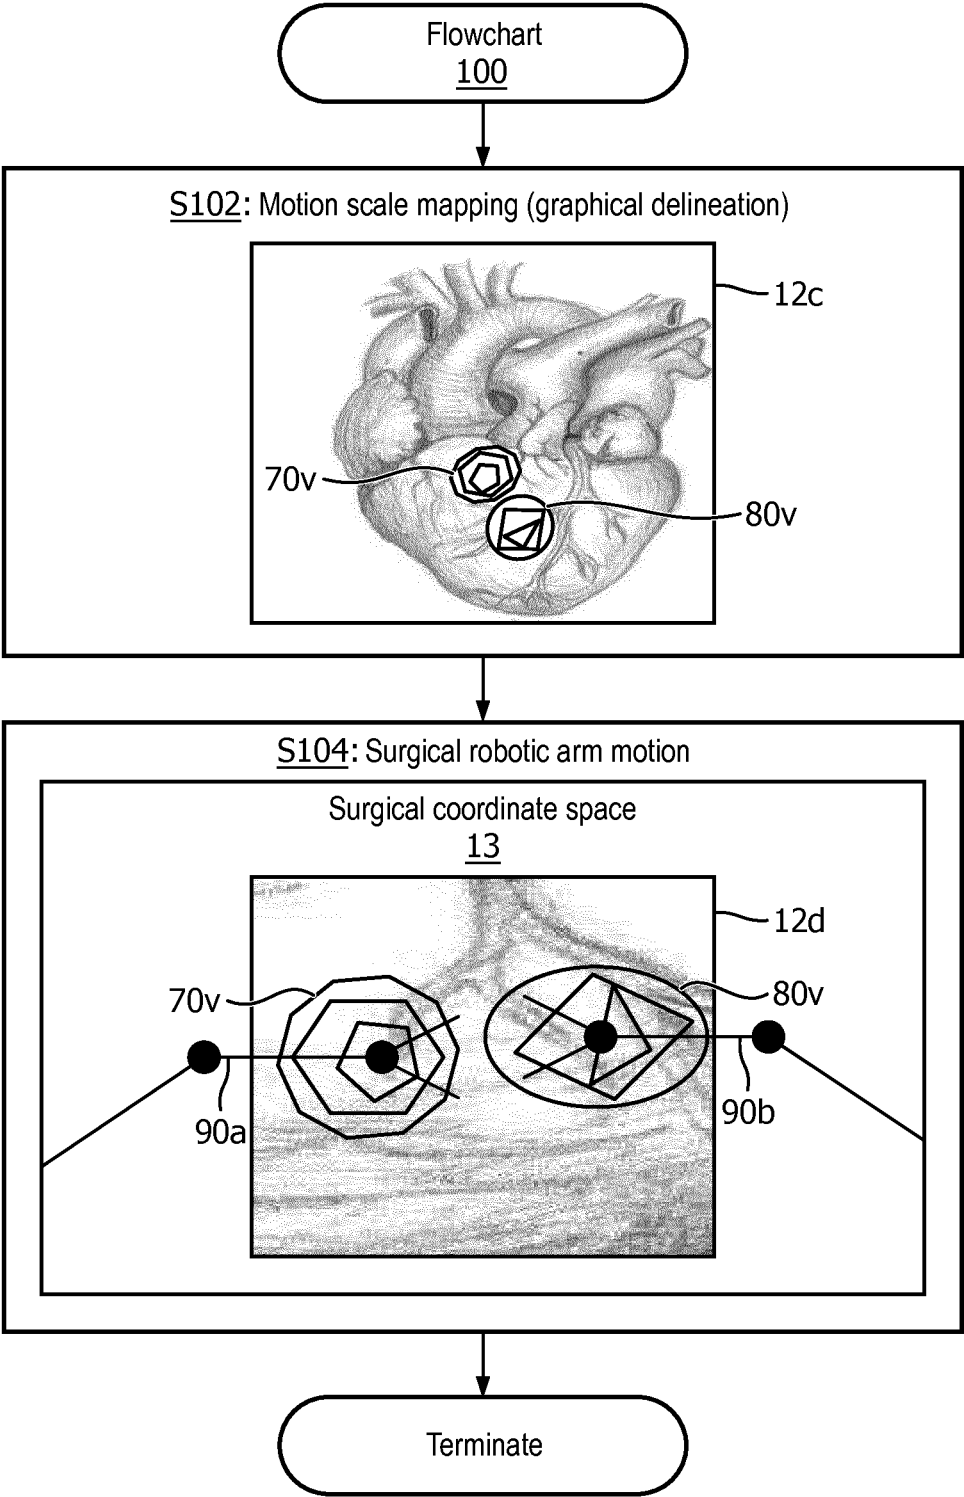 Flowchart
100
S102: Motion scale mapping (graphical delineation)
12c
70v
80v
S104: Surgical robotic arm motion
Surgical coordinate space
13
12d
70v
80v
90a
90b
Terminate